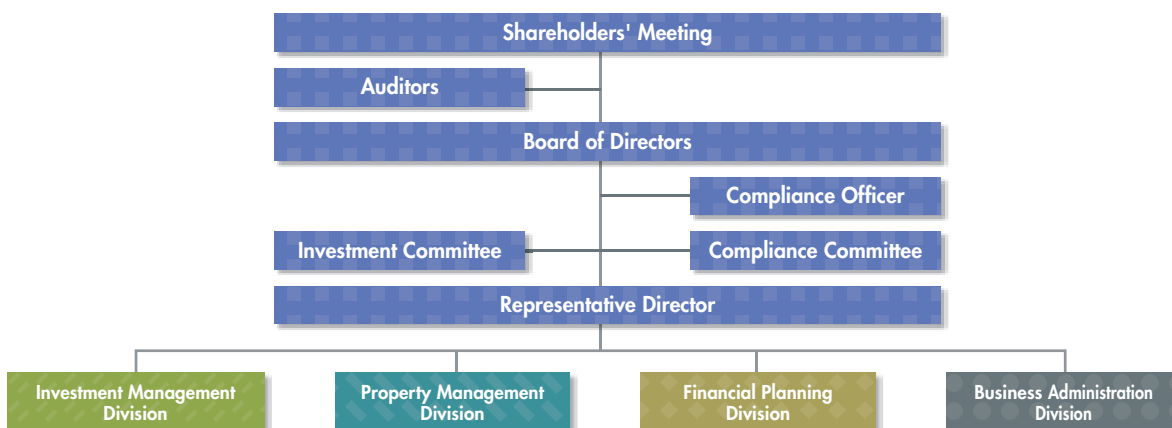 Shareholders' Meeting
Auditors
Board of Directors
Compliance Officer
Investment Committee
Compliance Committee
Representative Director
Investment Management
Division
Property Management
Division
Financial Planning
Division
Business Administration
Division